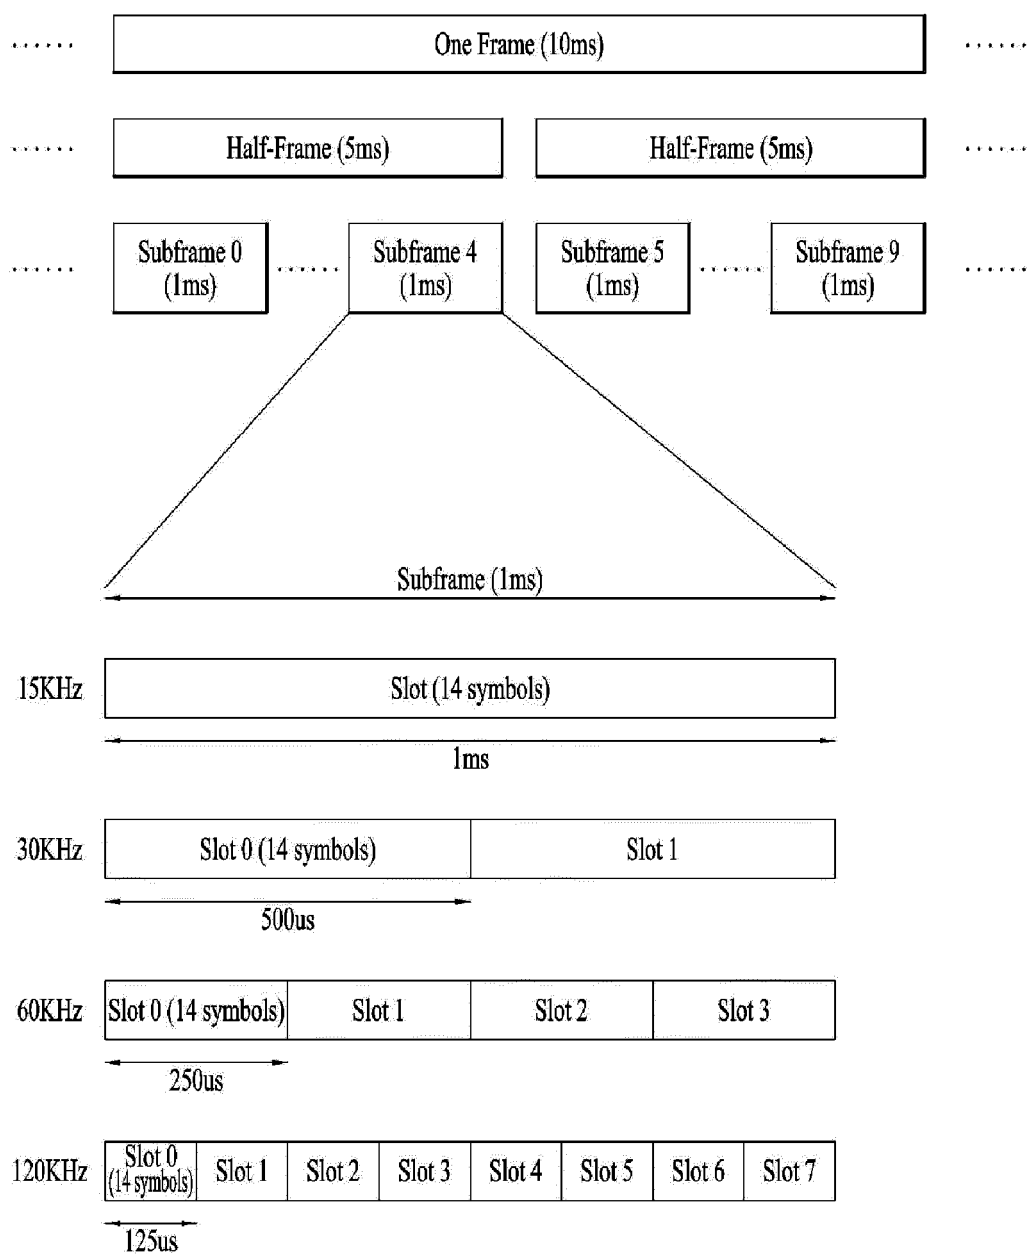 One Frame (10ms)
Half-Frame (5ms)
Half-Frame (5ms)
Subframe 0
(1ms)
Subframe 4
(1ms)
Subframe 5
(1ms)
Subframe 9
(1ms)
Subframe (1ms)
15KHz
Slot (14 symbols)
1ms
30KHz
Slot 0 (14 symbols)
Slot 1
500us
60KHz
Slot 0 (14 symbols)
Slot 1
Slot 2
Slot 3
250us
120KHz
Slot 0
(14 symbols)
Slot 1
Slot 2
Slot 3
Slot 4
Slot 5
Slot 6
Slot 7
125us